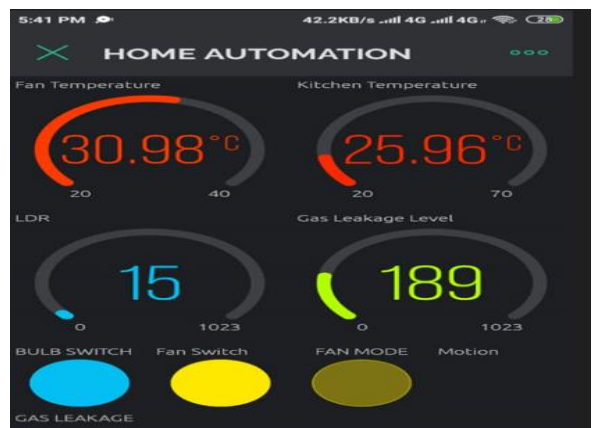 5:41 PM 42.2KB/s 4G 4G 28
HOME AUTOMATION
Fan Temperature Kitchen Temperature
30.98°C 25.96°C
20 40 20 70
LDR Gas Leakage Level
15 189
0 1023 0 1023
BULB SWITCH Fan Switch FAN MODE Motion
GAS LEAKAGE